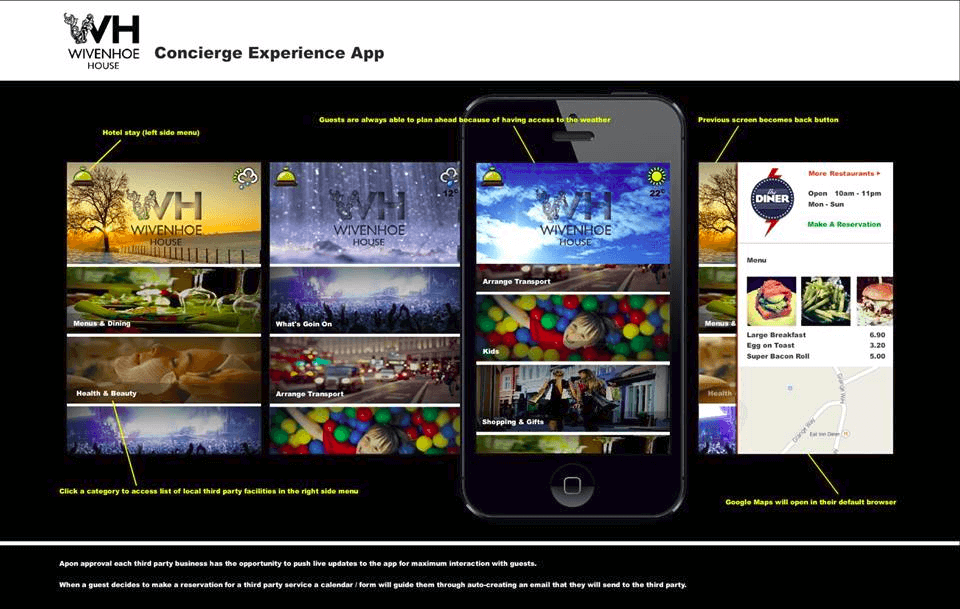 WH
WIVENHOE
HOUSE
Concierge Experience App
Hotel stay (left side menu)
Guests are always able to plan ahead because of having access to the weather
Previous screen becomes back button
WH
WIVENHOE
HOUSE
Menus & Dining
Health & Beauty
12°
WH
WIVENHOE
HOUSE
What's Goin On
Arrange Transport
22°
WH
WIVENHOE
HOUSE
Arrange Transport
Kids
Shopping & Gifts
Menus &
Health
The
DINER
More Restaurants
Open 10am - 11pm
Mon - Sun
Make A Reservation
Menu
Large Breakfast 6.90
Egg on Toast 3.20
Super Bacon Roll 5.00
Grange Way
Grange Way
Eat Inn Diner
Click a category to access list of local third party facilities in the right side menu
Google Maps will open in their default browser
Apon approval each third party business has the opportunity to push live updates to the app for maximum interaction with guests.
When a guest decides to make a reservation for a third party service a calendar / form will guide them through auto-creating an email that they will send to the third party.